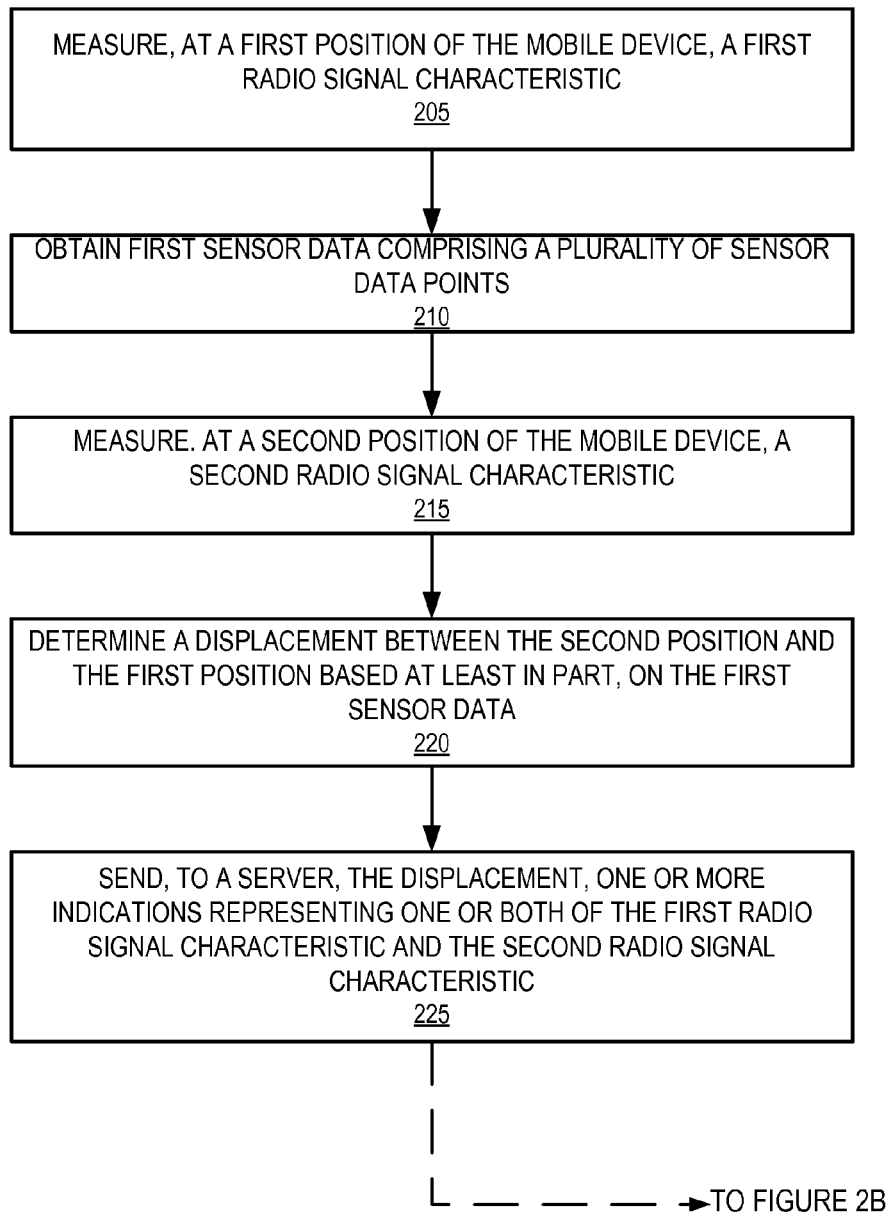 MEASURE, AT A FIRST POSITION OF THE MOBILE DEVICE, A FIRST
RADIO SIGNAL CHARACTERISTIC
205
OBTAIN FIRST SENSOR DATA COMPRISING A PLURALITY OF SENSOR
DATA POINTS
210
MEASURE. AT A SECOND POSITION OF THE MOBILE DEVICE, A
SECOND RADIO SIGNAL CHARACTERISTIC
215
DETERMINE A DISPLACEMENT BETWEEN THE SECOND POSITION AND
THE FIRST POSITION BASED AT LEAST IN PART, ON THE FIRST
SENSOR DATA
220
SEND, TO A SERVER, THE DISPLACEMENT, ONE OR MORE
INDICATIONS REPRESENTING ONE OR BOTH OF THE FIRST RADIO
SIGNAL CHARACTERISTIC AND THE SECOND RADIO SIGNAL
CHARACTERISTIC
225
TO FIGURE 2B